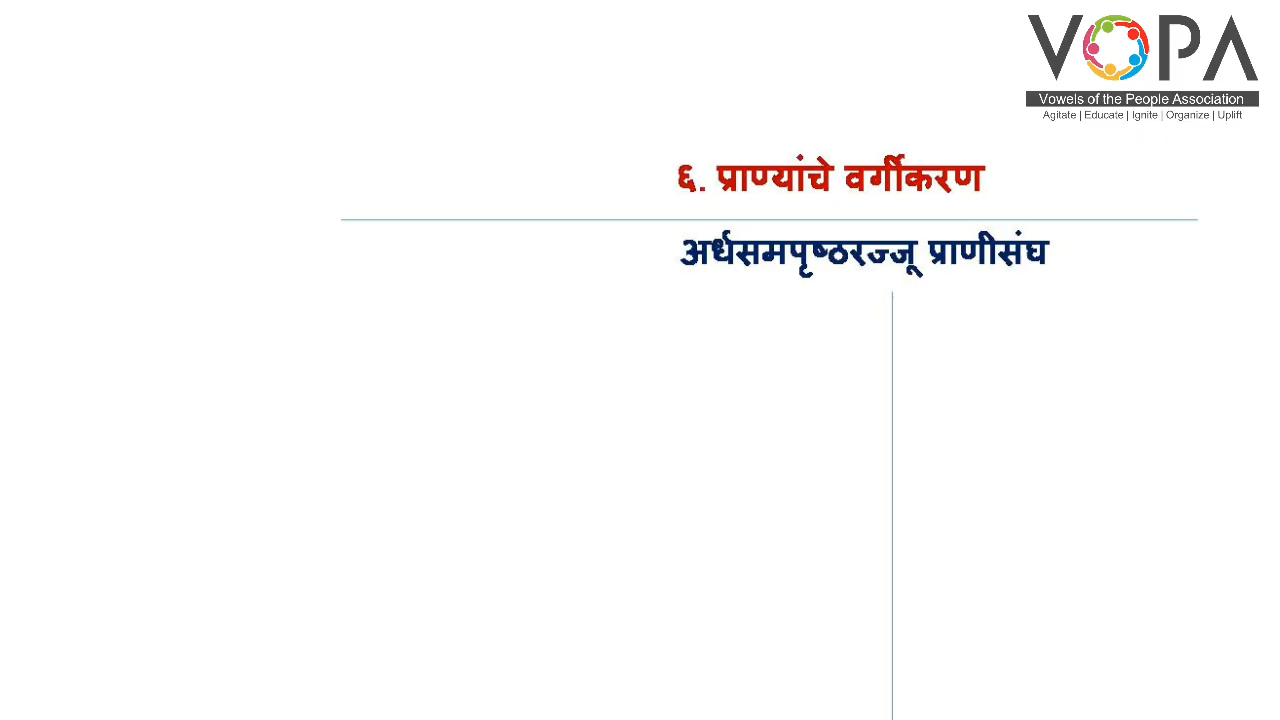 VOPA
Vowels of the People Association
Agitate | Educate | Ignite | Organize | Uplift
६. प्राण्यांचे वर्गीकरण
अर्धसमपृष्ठरज्जू प्राणीसंघ